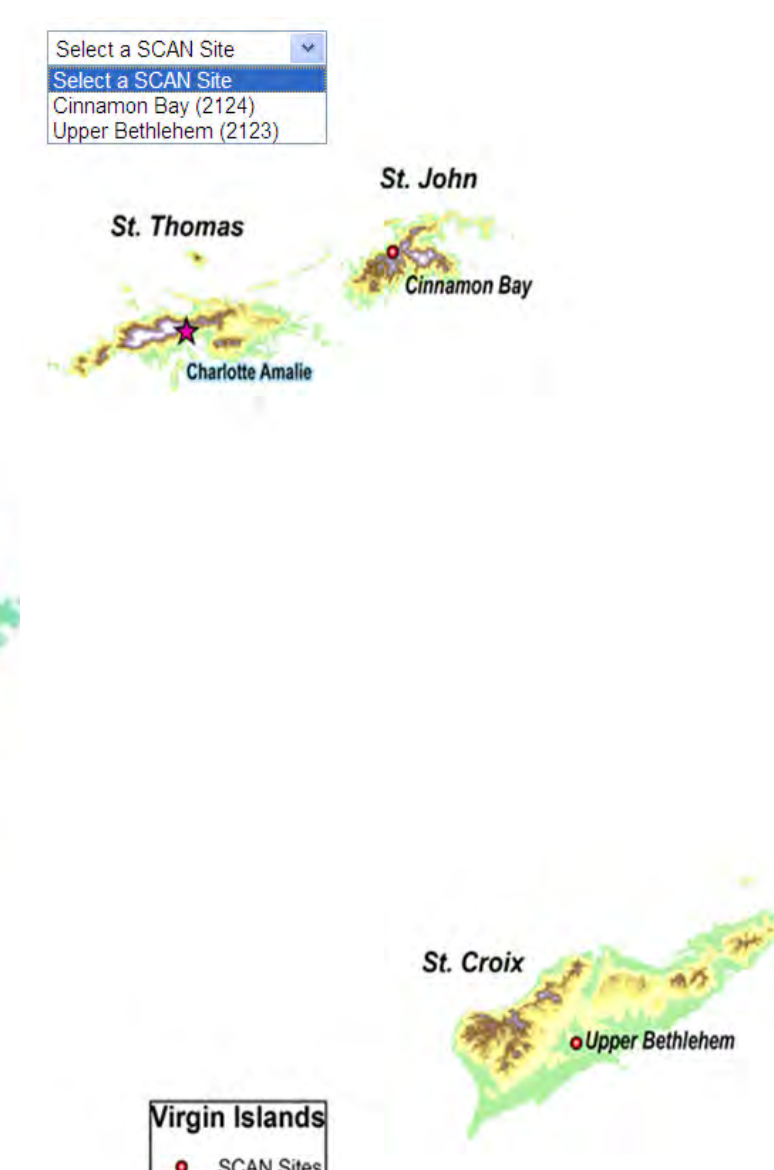 Select a SCAN Site
Select a SCAN Site
Cinnamon Bay (2124)
Upper Bethlehem (2123)
St. John
St. Thomas
Cinnamon Bay
Charlotte Amalie
St. Croix
Upper Bethlehem
Virgin Islands
SCAN Sites